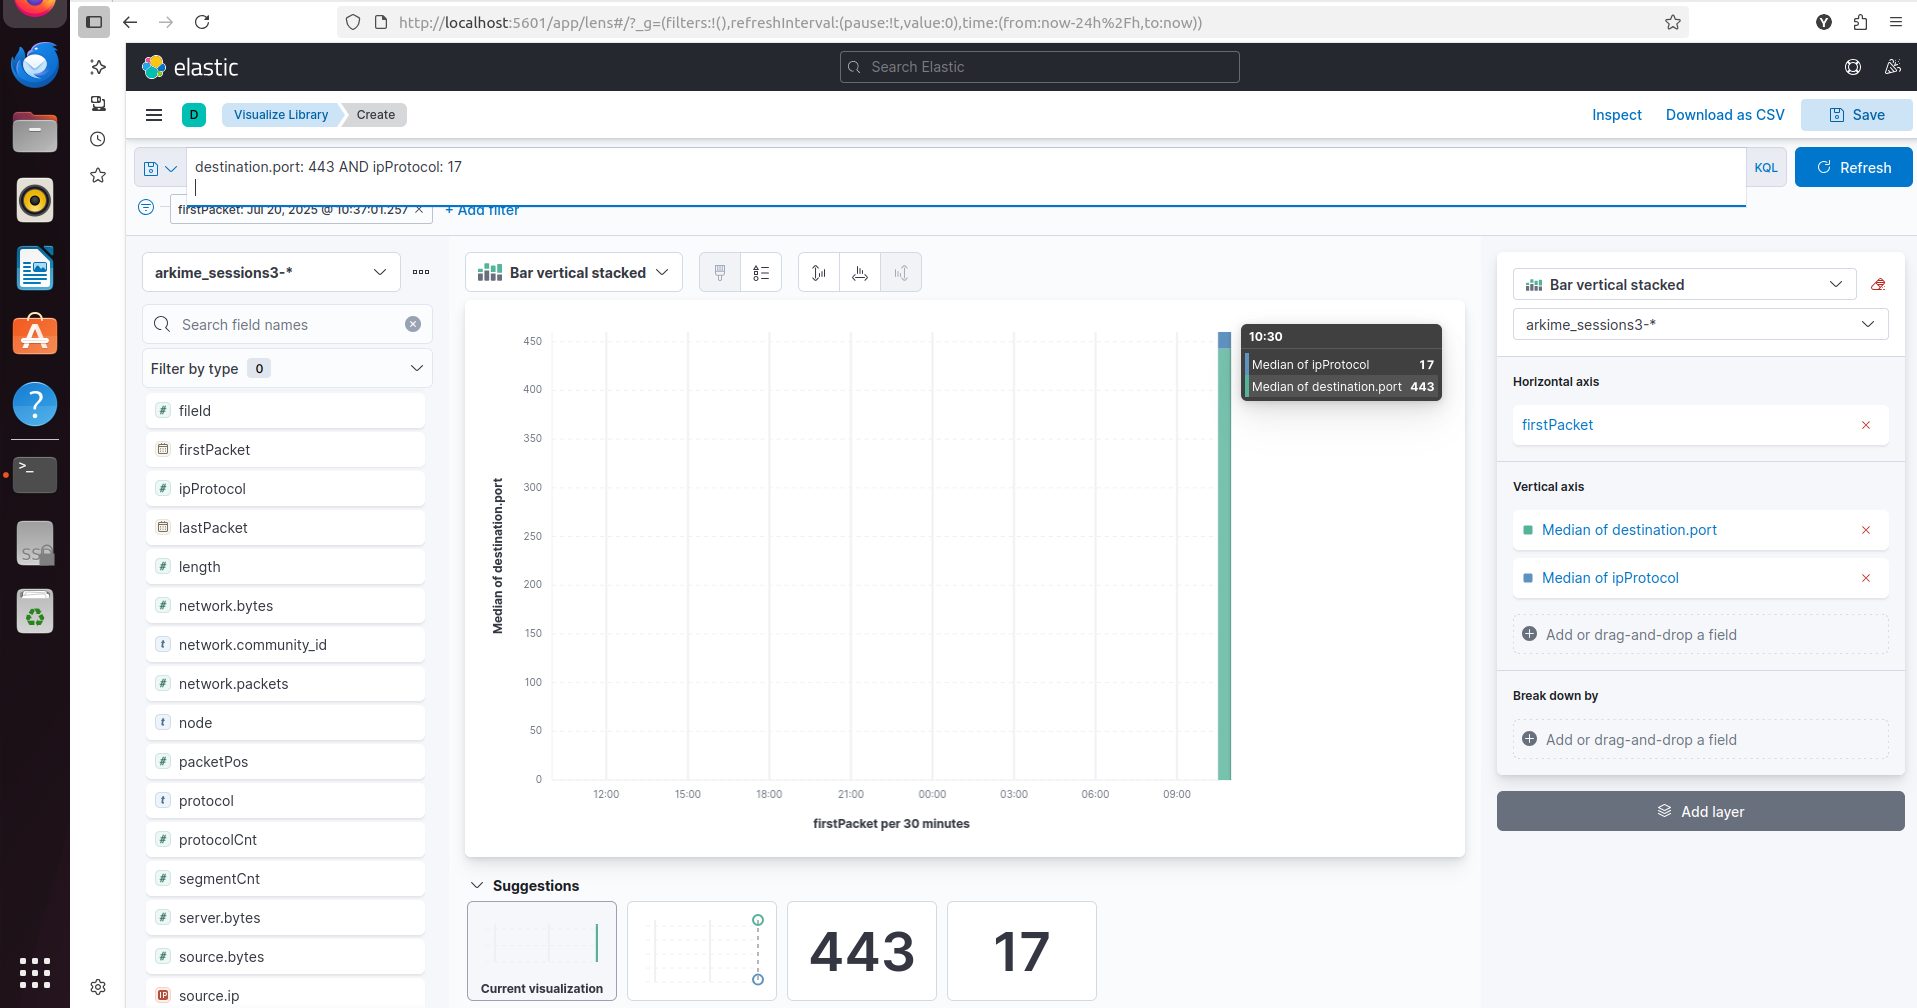 http://localhost:5601/app/lens#/?_g=(filters:!(),refreshInterval:(pause:!t,value:0),time:(from:now-24h%2Fh,to:now))
Y
elastic
Search Elastic
D
Visualize Library
Create
Inspect
Download as CSV
Save
destination.port: 443 AND ipProtocol: 17
KQL
Refresh
firstPacket: Jul 20, 2025 @ 10:37:01.257 ×
+ Add filter
arkime_sessions3-*
Search field names
Filter by type 0
# fileId
firstPacket
# ipProtocol
lastPacket
# length
# network.bytes
t network.community_id
# network.packets
t node
# packetPos
t protocol
# protocolCnt
# segmentCnt
# server.bytes
# source.bytes
IP source.ip
Bar vertical stacked
450
400
350
300
250
200
150
100
50
0
Median of destination.port
12:00 15:00 18:00 21:00 00:00 03:00 06:00 09:00
firstPacket per 30 minutes
10:30
Median of ipProtocol 17
Median of destination.port 443
Suggestions
Current visualization
443
17
Bar vertical stacked
arkime_sessions3-*
Horizontal axis
firstPacket
Vertical axis
Median of destination.port
Median of ipProtocol
Add or drag-and-drop a field
Break down by
Add or drag-and-drop a field
Add layer
>_
?
SSD